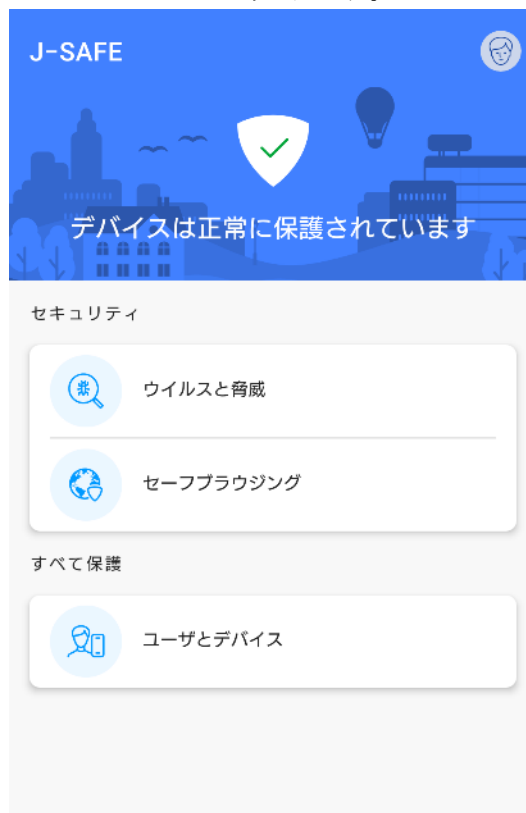 J-SAFE
デバイスは正常に保護されています
セキュリティ
ウイルスと脅威
セーフブラウジング
すべて保護
ユーザとデバイス